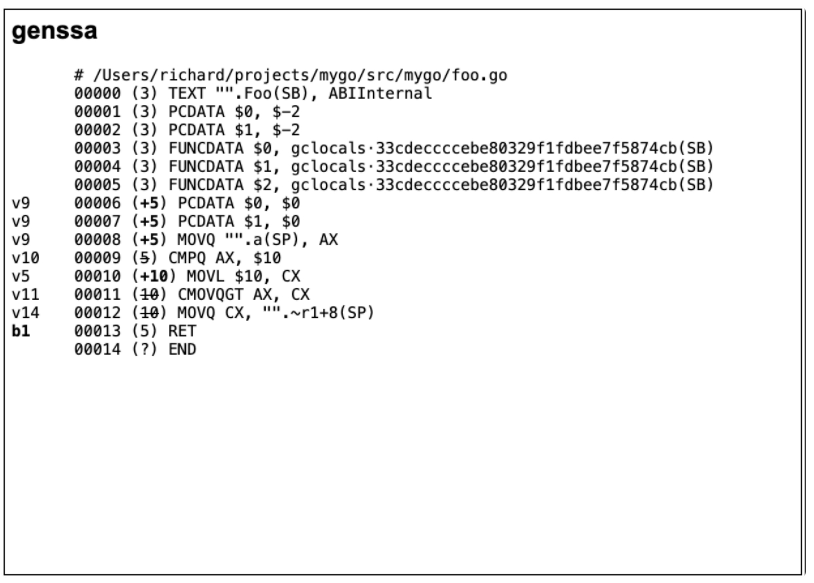 genssa
# /Users/richard/projects/mygo/src/mygo/foo.go
00000 (3) TEXT "".Foo(SB), ABIInternal
00001 (3) PCDATA $0, $-2
00002 (3) PCDATA $1, $-2
00003 (3) FUNCDATA $0, gclocals·33cdeccccebe80329f1fdbee7f5874cb(SB)
00004 (3) FUNCDATA $1, gclocals·33cdeccccebe80329f1fdbee7f5874cb(SB)
00005 (3) FUNCDATA $2, gclocals·33cdeccccebe80329f1fdbee7f5874cb(SB)
v9 00006 (+5) PCDATA $0, $0
v9 00007 (+5) PCDATA $1, $0
v9 00008 (+5) MOVQ "".a(SP), AX
v10 00009 (5) CMPQ AX, $10
v5 00010 (+10) MOVL $10, CX
v11 00011 (10) CMOVQGT AX, CX
v14 00012 (10) MOVQ CX, "".~r1+8(SP)
b1 00013 (5) RET
00014 (?) END